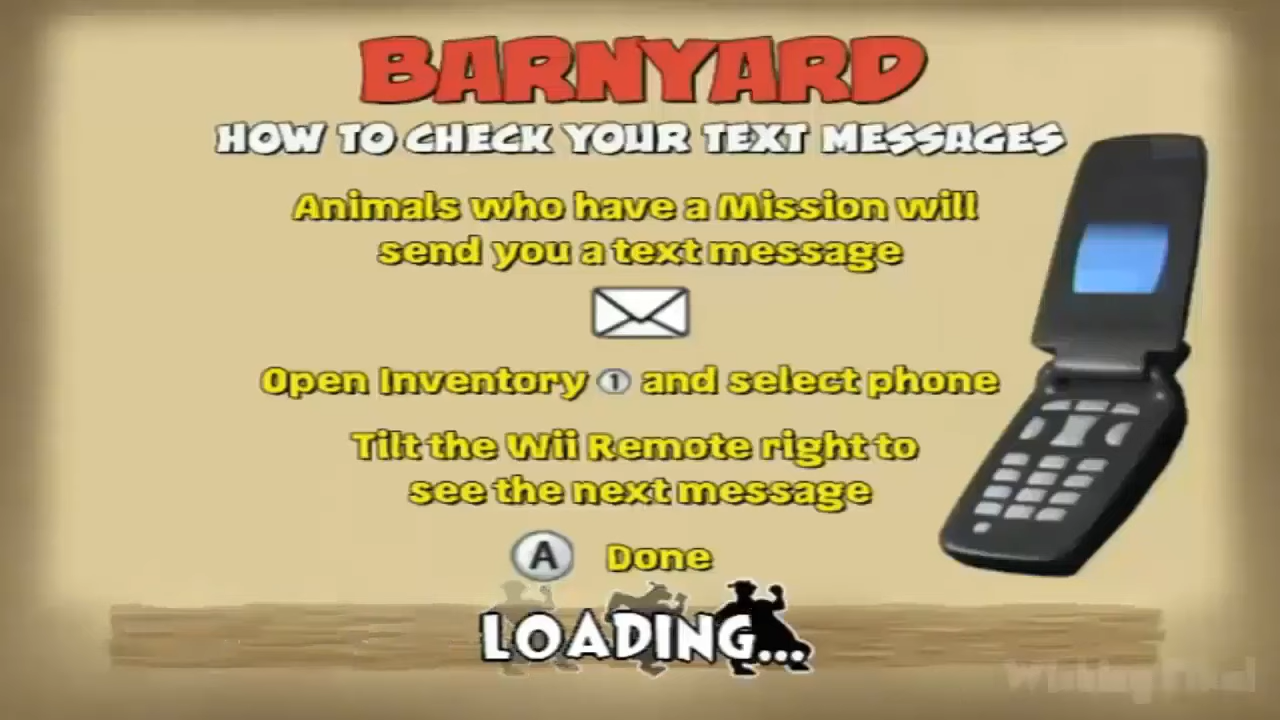 BARNYARD
HOW TO CHECK YOUR TEXT MESSAGES
Animals who have a Mission will
send you a text message
Open Inventory 1 and select phone
Tilt the Wii Remote right to
see the next message
A Done
LOADING...